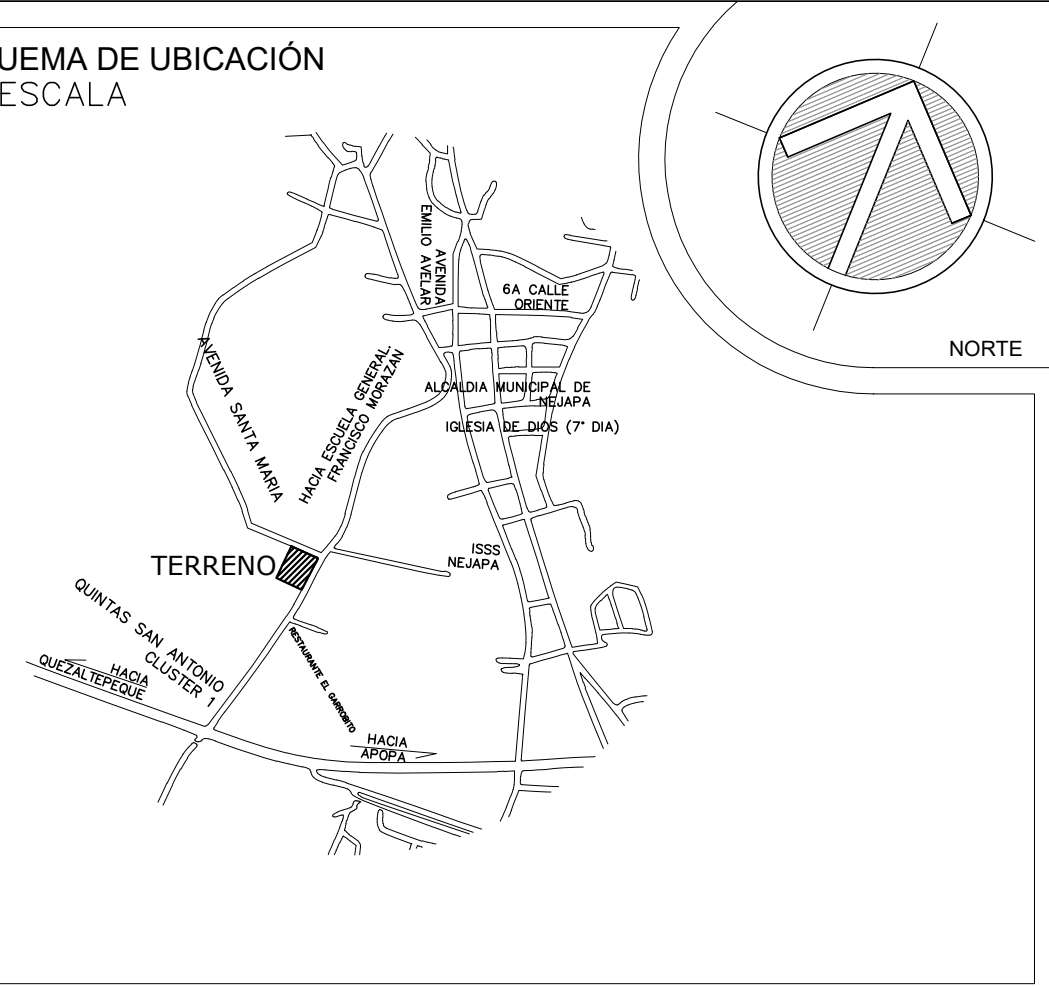 UEMA DE UBICACIÓN
ESCALA
NORTE
AVENIDA
EMILIO AVELAR
6A CALLE
ORIENTE
AVENIDA SANTA MARIA
HACIA ESCUELA GENERAL.
FRANCISCO MORAZAN
ALCALDIA MUNICIPAL DE
NEJAPA
IGLESIA DE DIOS (7° DIA)
ISSS
NEJAPA
TERRENO
QUINTAS SAN ANTONIO
CLUSTER 1
HACIA
QUEZALTEPEQUE
RESTAURANTE EL GARROBITO
HACIA
APOPA